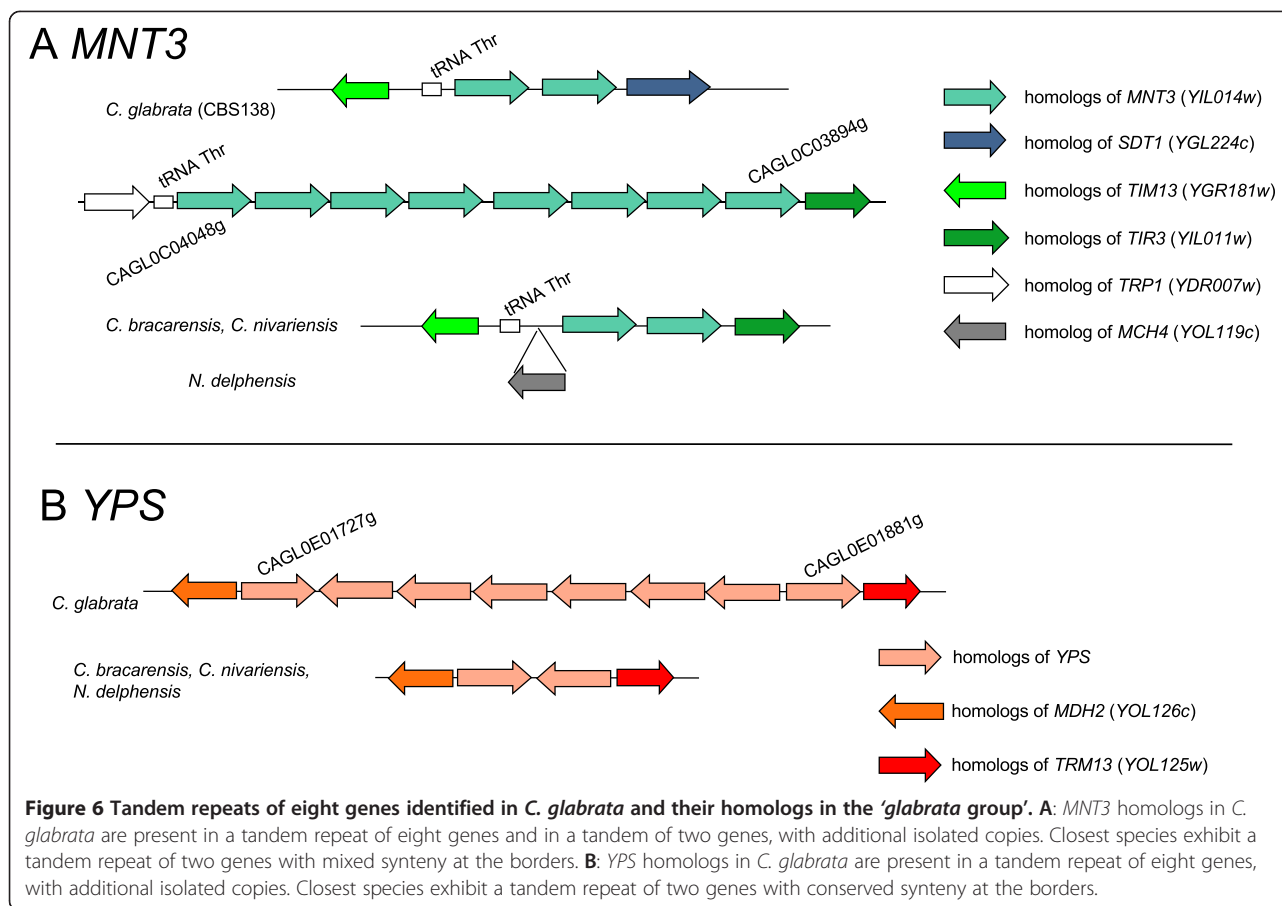 A MNT3
tRNA Thr
C. glabrata (CBS138)
CAGL0C03894g
tRNA Thr
CAGL0C04048g
tRNA Thr
C. bracarensis, C. nivariensis
N. delphensis
homologs of MNT3 (YIL014w)
homolog of SDT1 (YGL224c)
homologs of TIM13 (YGR181w)
homologs of TIR3 (YIL011w)
homolog of TRP1 (YDR007w)
homolog of MCH4 (YOL119c)
B YPS
CAGL0E01727g
CAGL0E01881g
C. glabrata
C. bracarensis, C. nivariensis,
N. delphensis
homologs of YPS
homologs of MDH2 (YOL126c)
homologs of TRM13 (YOL125w)
Figure 6 Tandem repeats of eight genes identified in C. glabrata and their homologs in the 'glabrata group'. A: MNT3 homologs in C.
glabrata are present in a tandem repeat of eight genes and in a tandem of two genes, with additional isolated copies. Closest species exhibit a
tandem repeat of two genes with mixed synteny at the borders. B: YPS homologs in C. glabrata are present in a tandem repeat of eight genes,
with additional isolated copies. Closest species exhibit a tandem repeat of two genes with conserved synteny at the borders.